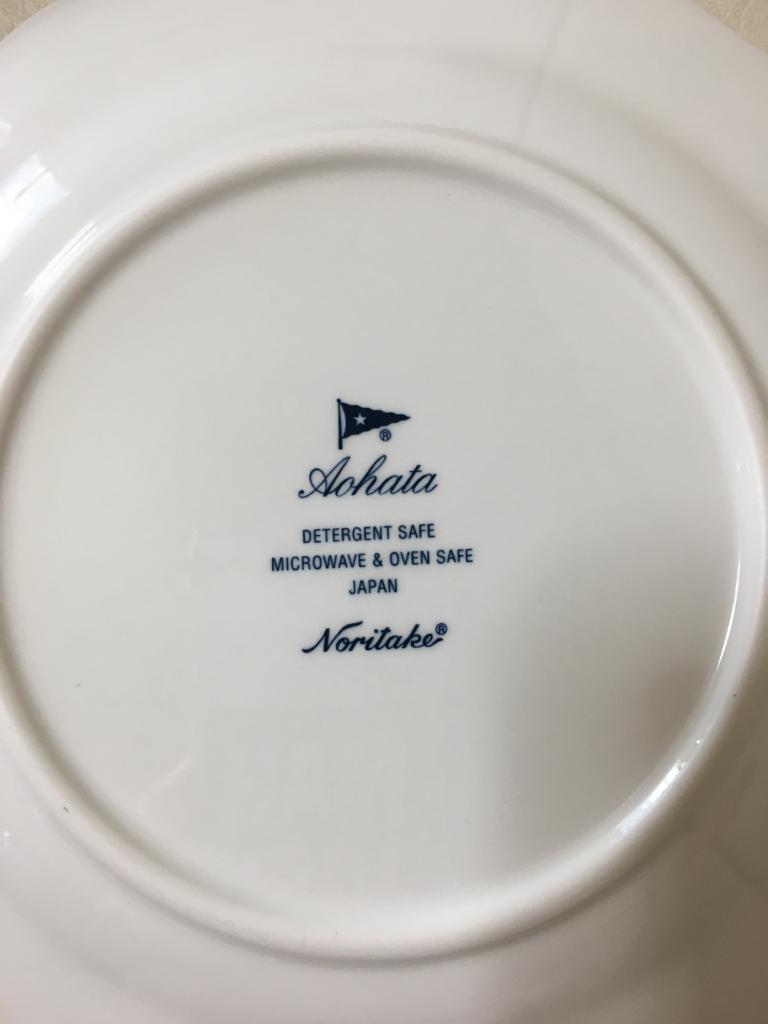 ®
Aohata
DETERGENT SAFE
MICROWAVE & OVEN SAFE
JAPAN
Noritake®